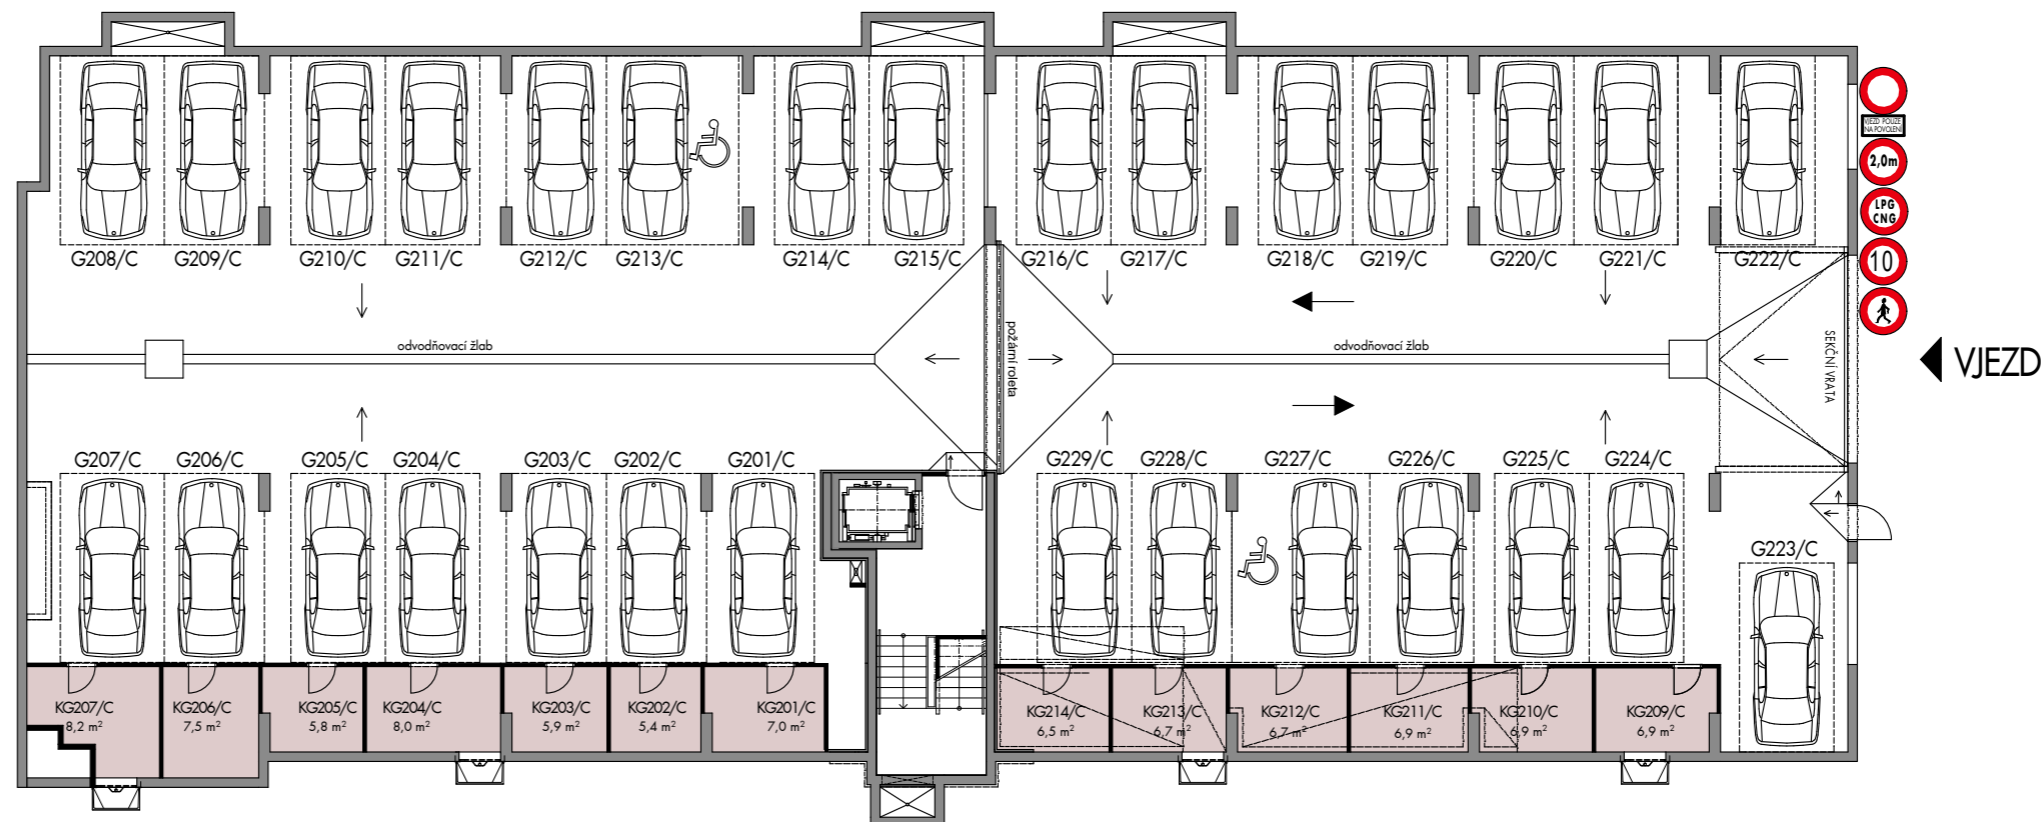 VJEZD POUZE
NA POVOLENÍ
2,0m
LPG
CNG
10
G208/C
G209/C
G210/C
G211/C
G212/C
G213/C
G214/C
G215/C
G216/C
G217/C
G218/C
G219/C
G220/C
G221/C
G222/C
odvodňovací žlab
požární roleta
odvodňovací žlab
SEKČNÍ VRATA
VJEZD
G207/C
G206/C
G205/C
G204/C
G203/C
G202/C
G201/C
G229/C
G228/C
G227/C
G226/C
G225/C
G224/C
G223/C
KG207/C
8,2 m²
KG206/C
7,5 m²
KG205/C
5,8 m²
KG204/C
8,0 m²
KG203/C
5,9 m²
KG202/C
5,4 m²
KG201/C
7,0 m²
KG214/C
6,5 m²
KG213/C
6,7 m²
KG212/C
6,7 m²
KG211/C
6,9 m²
KG210/C
6,9 m²
KG209/C
6,9 m²